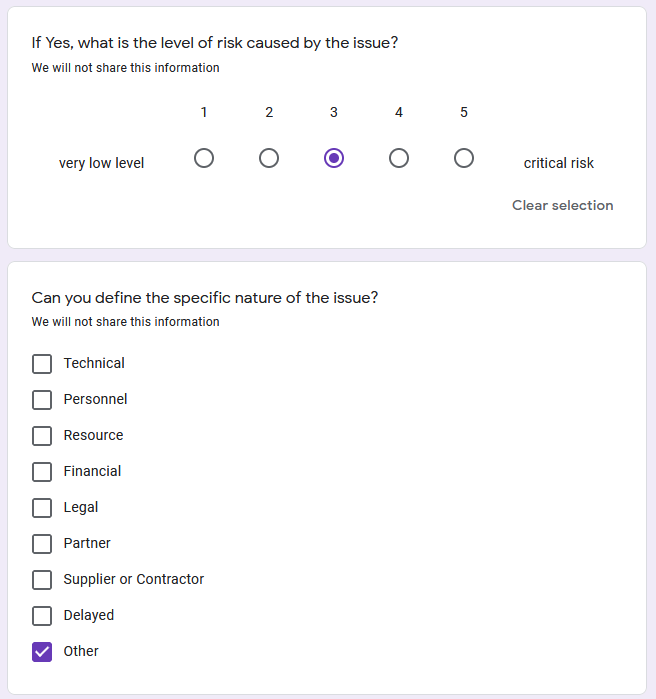 If Yes, what is the level of risk caused by the issue?
We will not share this information
1 2 3 4 5
very low level critical risk
Clear selection
Can you define the specific nature of the issue?
We will not share this information
Technical
Personnel
Resource
Financial
Legal
Partner
Supplier or Contractor
Delayed
Other